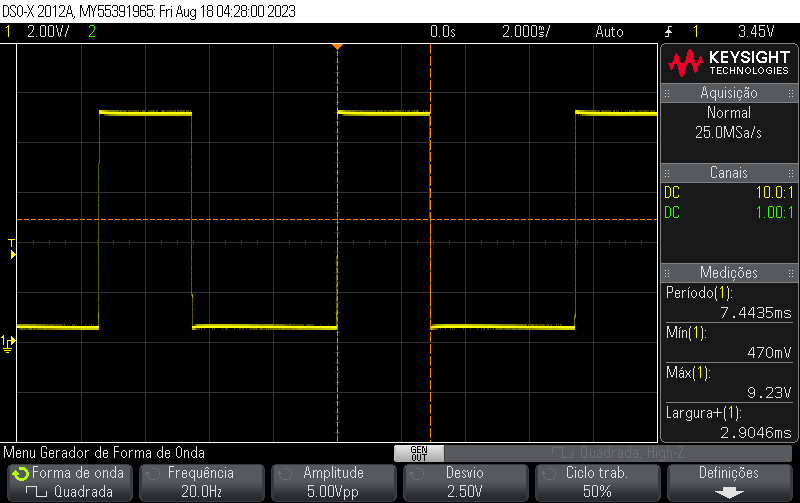 DSO-X 2012A, MY55391965: Fri Aug 18 04:28:00 2023
1 2.00V/ 2 0.0s 2.000ms/ Auto 1 3.45V
KEYSIGHT
TECHNOLOGIES
Aquisição
Normal
25.0MSa/s
Canais
DC 10.0:1
DC 1.00:1
Medições
Período(1):
7.4435ms
Mín(1):
470mV
Máx(1):
9.23V
Largura+(1):
2.9046ms
T
1
Menu Gerador de Forma de Onda
GEN
OUT
Quadrada, High-Z
Forma de onda
Quadrada
Frequência
20.0Hz
Amplitude
5.00Vpp
Desvio
2.50V
Ciclo trab.
50%
Definições